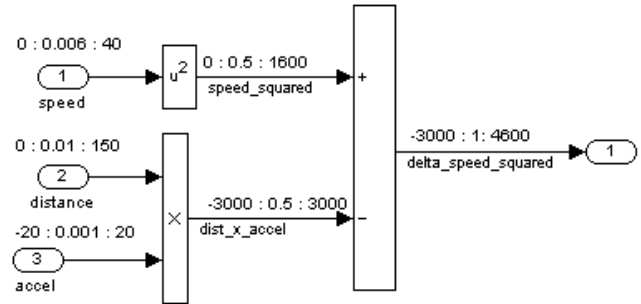 0 : 0.006 : 40
1
speed
u2
0 : 0.5 : 1600
speed_squared
+
0 : 0.01 : 150
2
distance
-20 : 0.001 : 20
3
accel
×
-3000 : 0.5 : 3000
dist_x_accel
−
-3000 : 1: 4600
delta_speed_squared
1